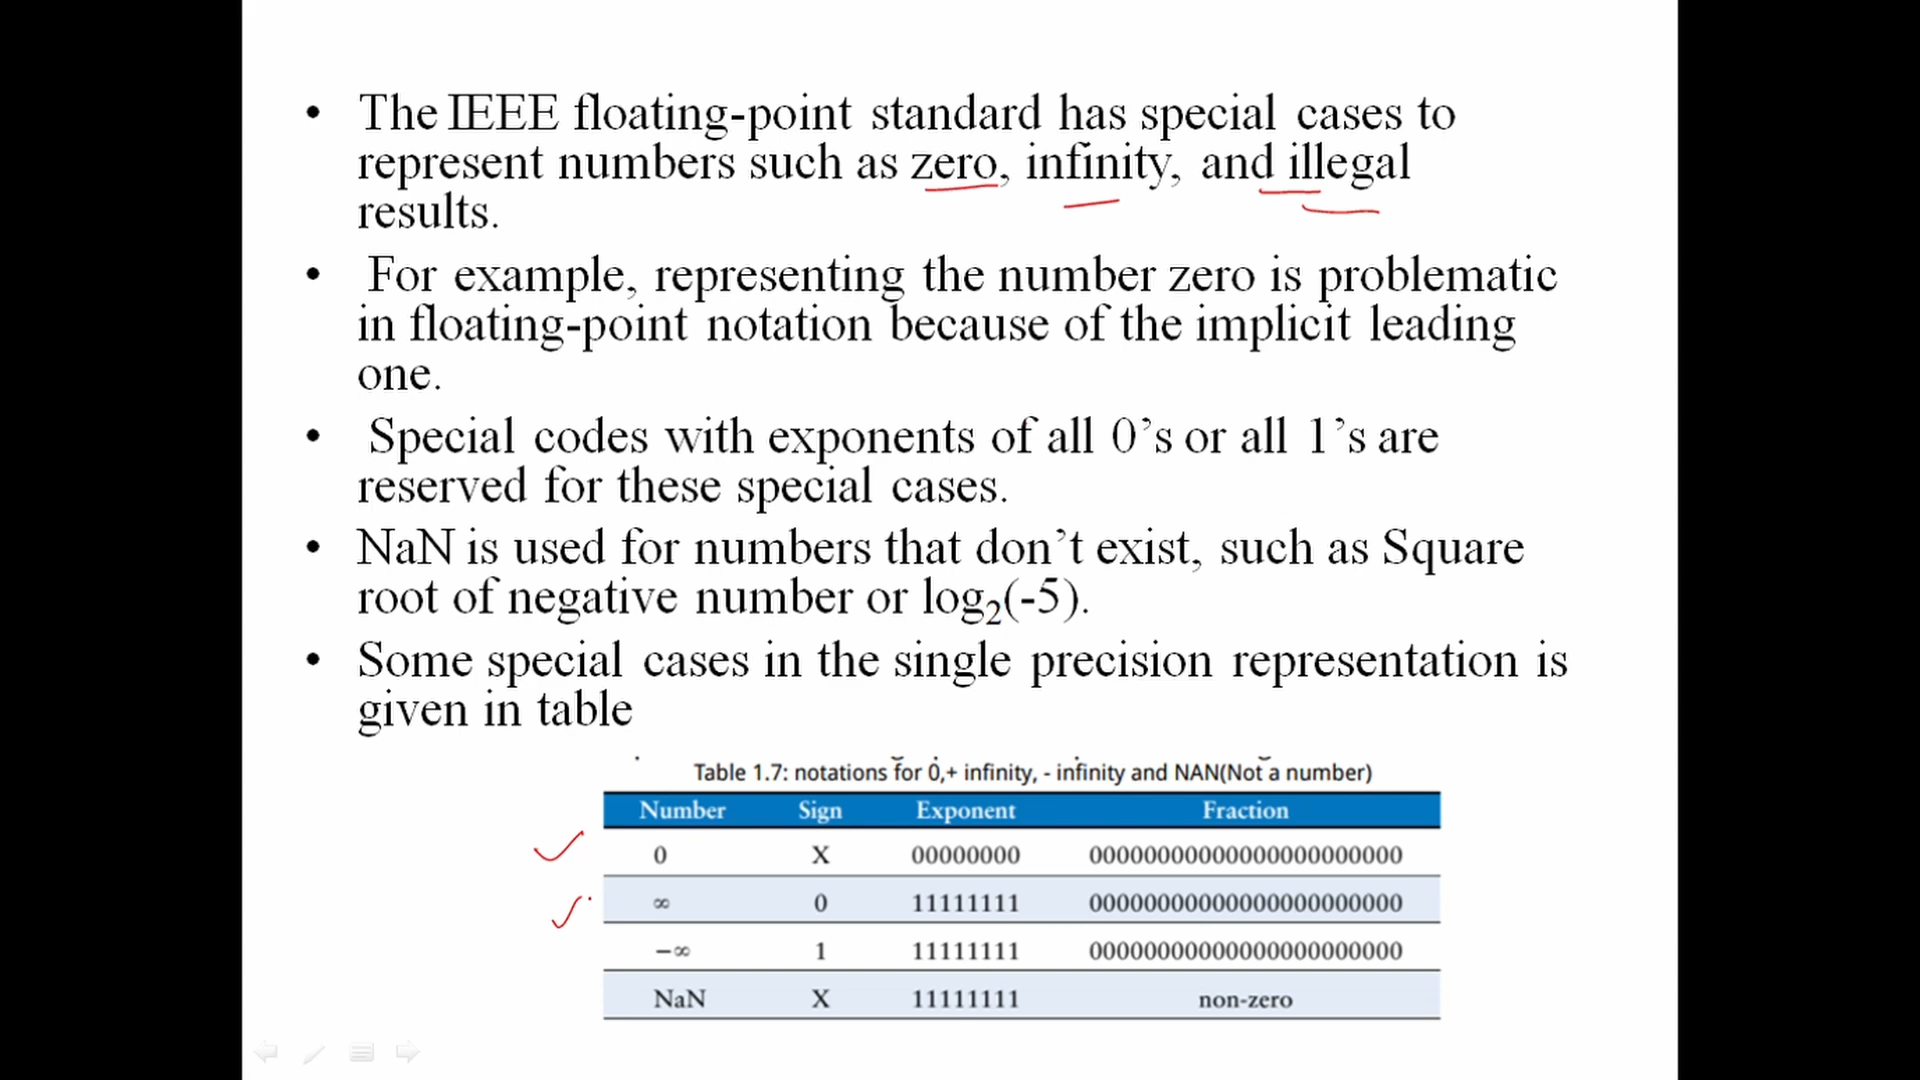 • The IEEE floating-point standard has special cases to
represent numbers such as zero, infinity, and illegal
results.
• For example, representing the number zero is problematic
in floating-point notation because of the implicit leading
one.
• Special codes with exponents of all 0’s or all 1’s are
reserved for these special cases.
• NaN is used for numbers that don’t exist, such as Square
root of negative number or log₂(-5).
• Some special cases in the single precision representation is
given in table
Table 1.7: notations for 0,+ infinity, - infinity and NAN(Not a number)
Number Sign Exponent Fraction
0 X 00000000 00000000000000000000000
∞ 0 11111111 00000000000000000000000
−∞ 1 11111111 00000000000000000000000
NaN X 11111111 non-zero